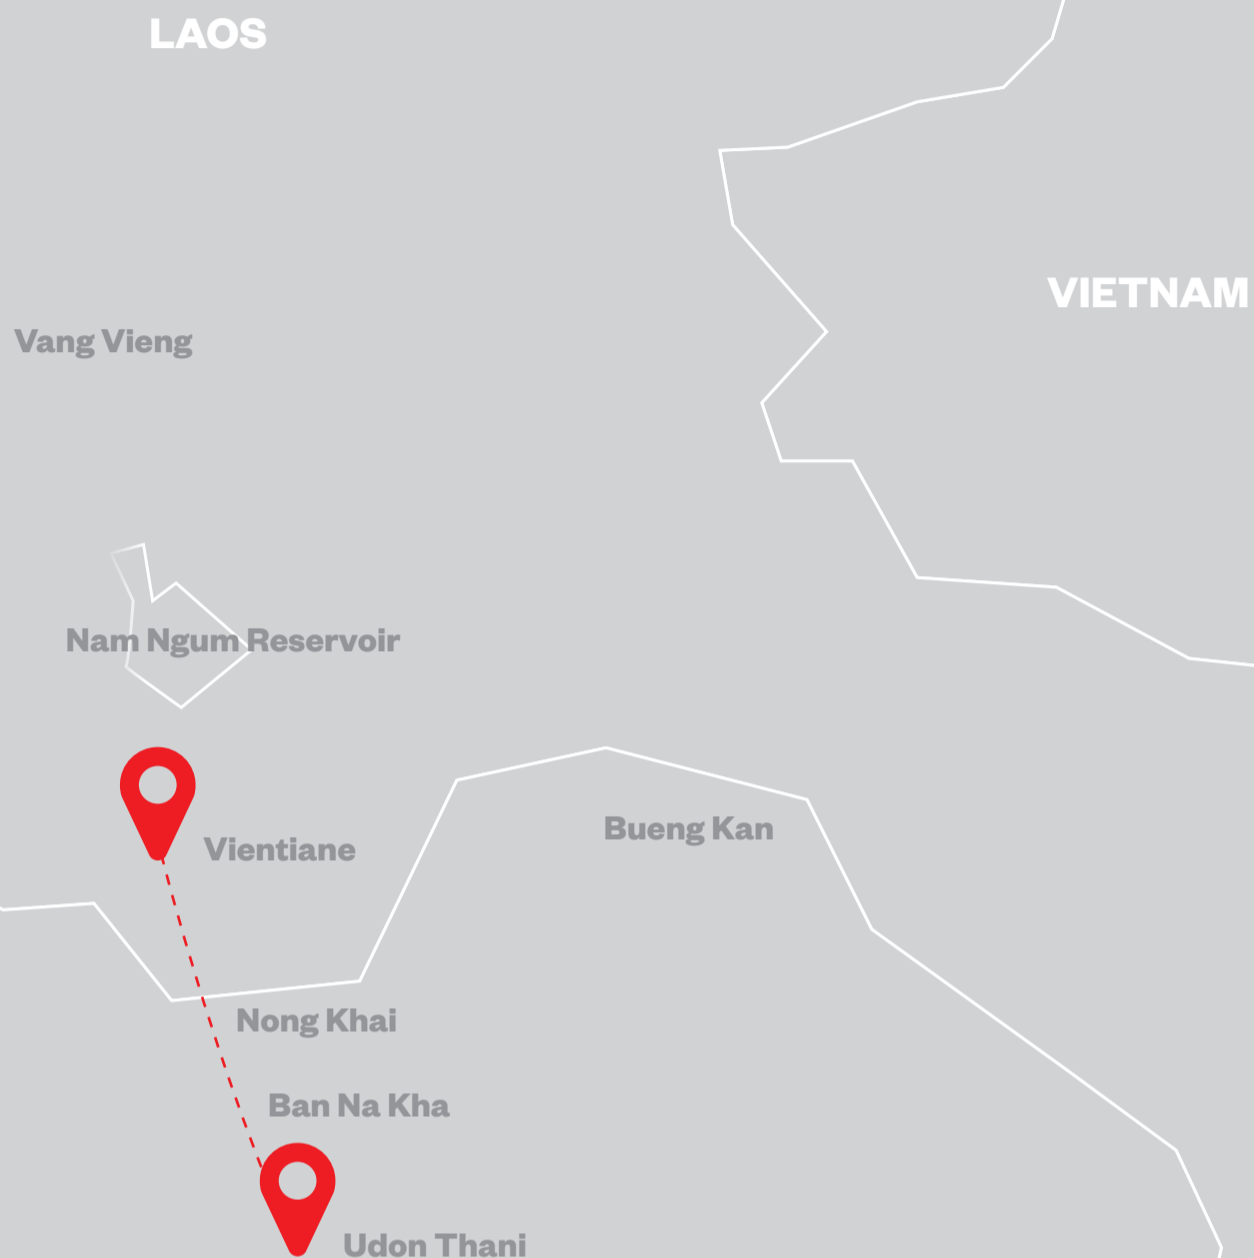 LAOS
VIETNAM
Vang Vieng
Nam Ngum Reservoir
Bueng Kan
Vientiane
Nong Khai
Ban Na Kha
Udon Thani